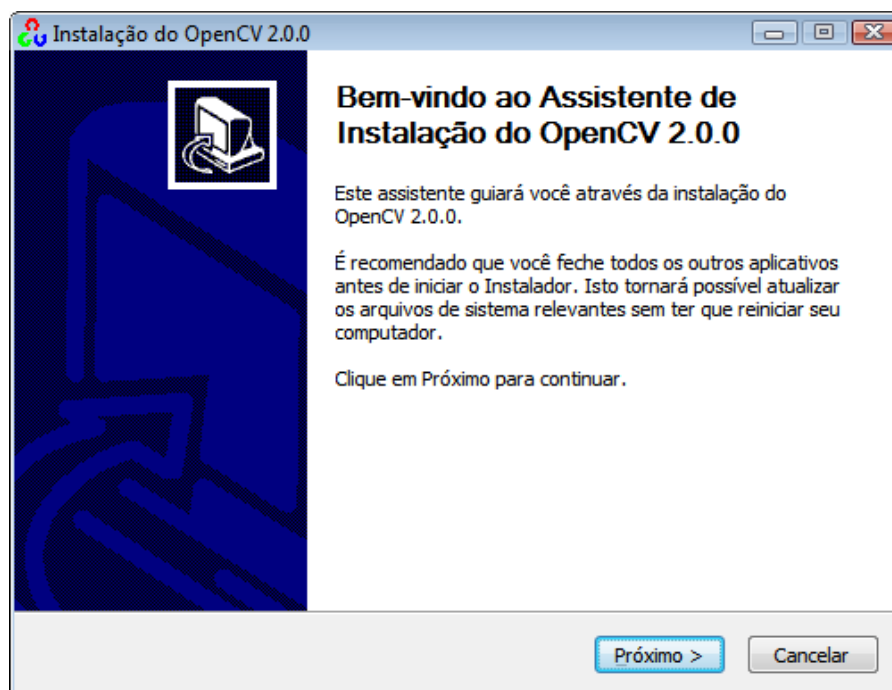 Instalação do OpenCV 2.0.0
Bem-vindo ao Assistente de
Instalação do OpenCV 2.0.0
Este assistente guiará você através da instalação do
OpenCV 2.0.0.
É recomendado que você feche todos os outros aplicativos
antes de iniciar o Instalador. Isto tornará possível atualizar
os arquivos de sistema relevantes sem ter que reiniciar seu
computador.
Clique em Próximo para continuar.
Próximo >
Cancelar